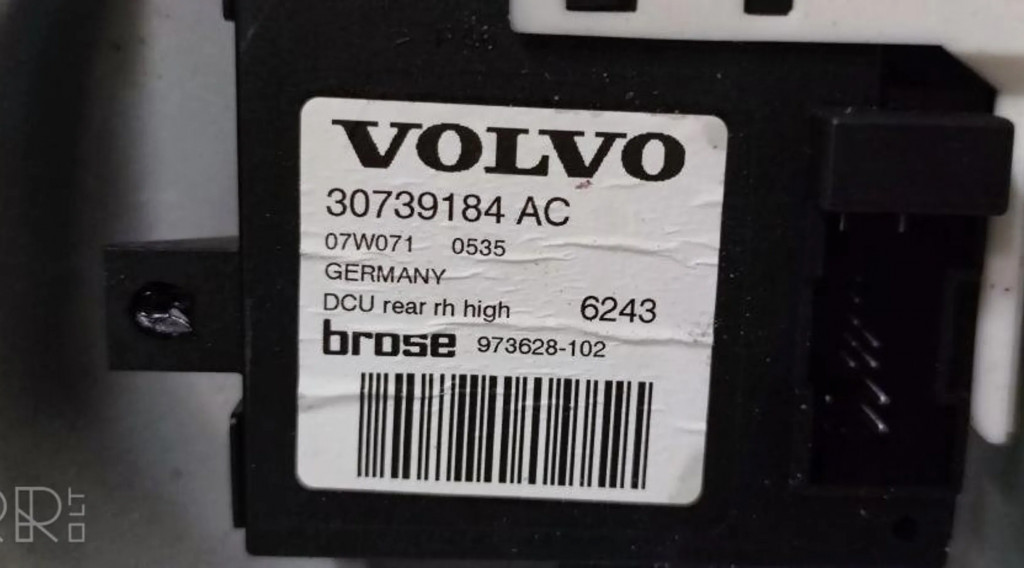 VOLVO
30739184 AC
07W071 0535
GERMANY
DCU rear rh high 6243
brose 973628-102